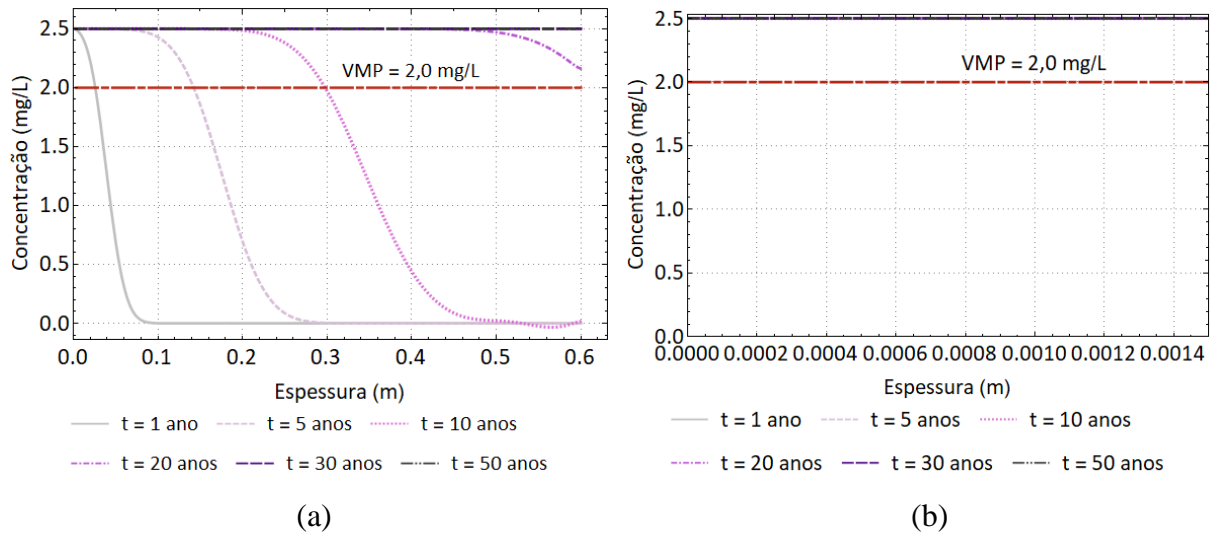 2.5
2.0
1.5
1.0
0.5
0.0
Concentração (mg/L)
VMP = 2,0 mg/L
0.0 0.1 0.2 0.3 0.4 0.5 0.6
Espessura (m)
t = 1 ano t = 5 anos t = 10 anos
t = 20 anos t = 30 anos t = 50 anos
(a)
2.5
2.0
1.5
1.0
0.5
0.0
Concentração (mg/L)
VMP = 2,0 mg/L
0.0000 0.0002 0.0004 0.0006 0.0008 0.0010 0.0012 0.0014
Espessura (m)
t = 1 ano t = 5 anos t = 10 anos
t = 20 anos t = 30 anos t = 50 anos
(b)